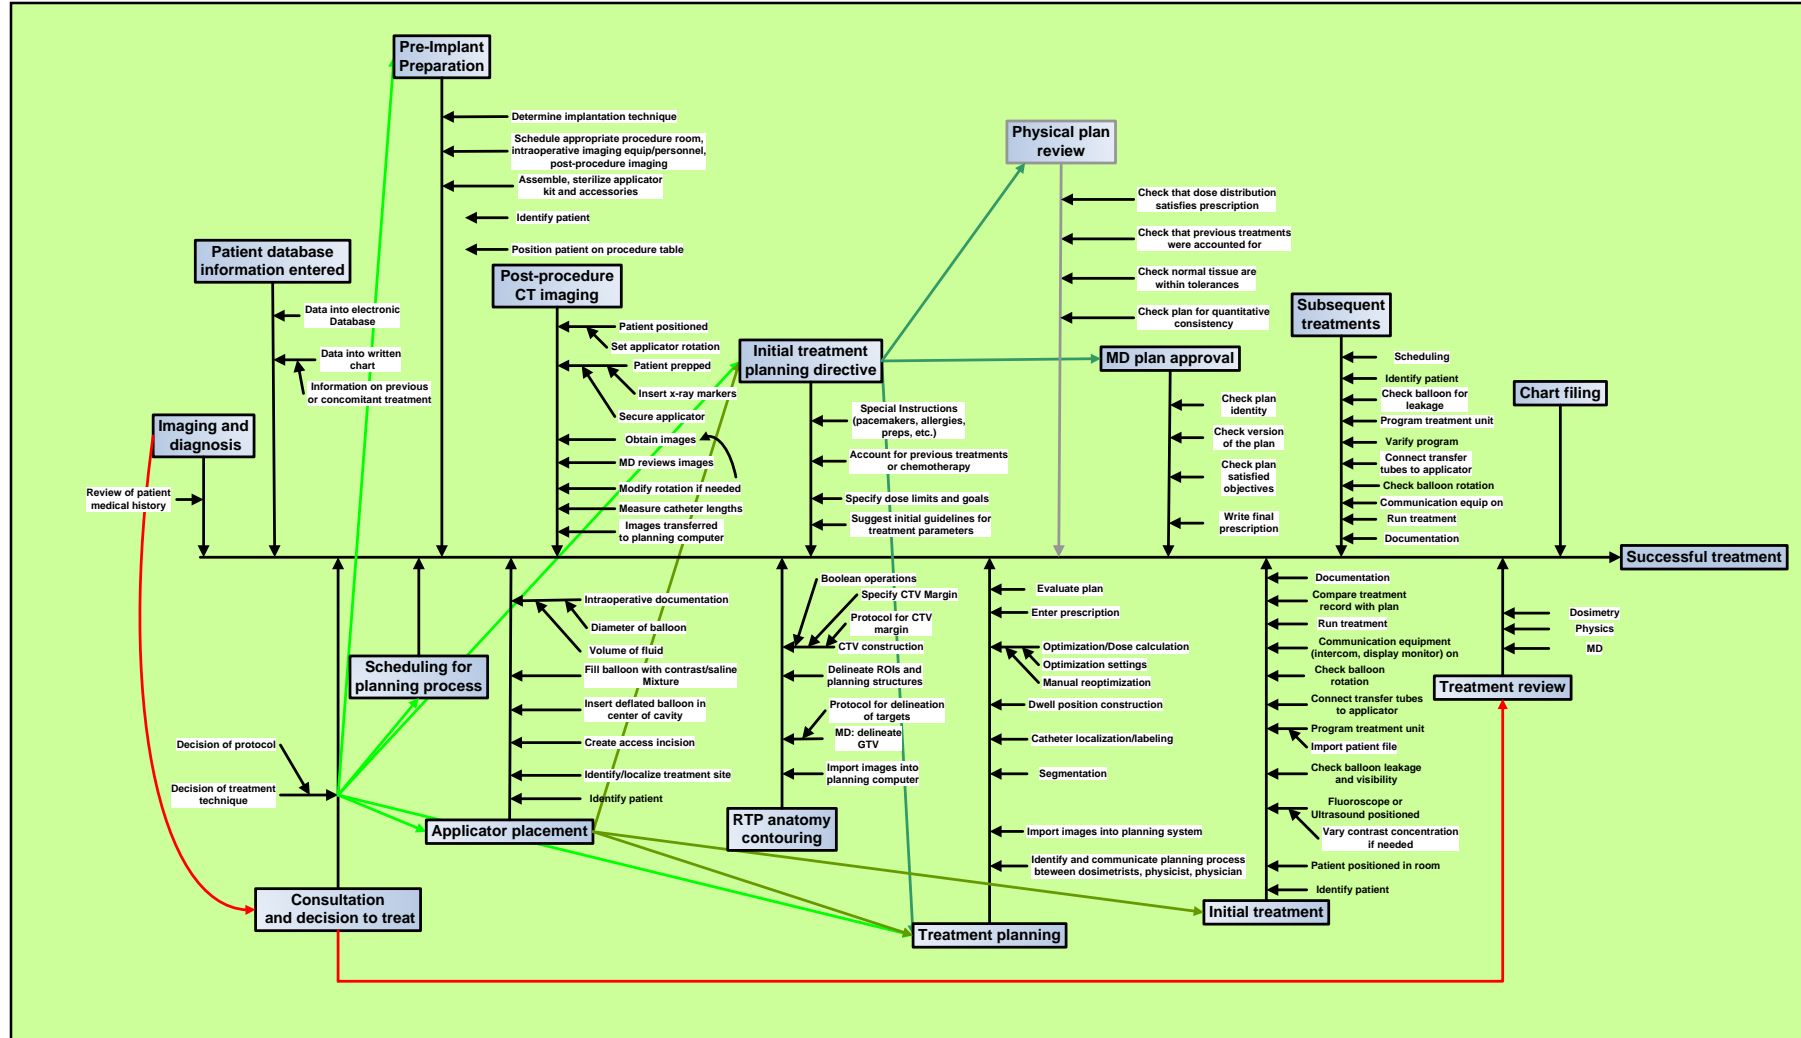 Pre-Implant
Preparation
Determine implantation technique
Schedule appropriate procedure room,
intraoperative imaging equip/personnel,
post-procedure imaging
Assemble, sterilize applicator
kit and accessories
Identify patient
Position patient on procedure table
Patient database
information entered
Data into electronic
Database
Data into written
chart
Information on previous
or concomitant treatment
Imaging and
diagnosis
Review of patient
medical history
Post-procedure
CT imaging
Patient positioned
Set applicator rotation
Patient prepped
Insert x-ray markers
Secure applicator
Obtain images
MD reviews images
Modify rotation if needed
Measure catheter lengths
Images transferred
to planning computer
Initial treatment
planning directive
Special Instructions
(pacemakers, allergies,
preps, etc.)
Account for previous treatments
or chemotherapy
Specify dose limits and goals
Suggest initial guidelines for
treatment parameters
Physical plan
review
Check that dose distribution
satisfies prescription
Check that previous treatments
were accounted for
Check normal tissue are
within tolerances
Check plan for quantitative
consistency
MD plan approval
Check plan
identity
Check version
of the plan
Check plan
satisfied
objectives
Write final
prescription
Subsequent
treatments
Scheduling
Identify patient
Check balloon for
leakage
Program treatment unit
Varify program
Connect transfer
tubes to applicator
Check balloon rotation
Communication equip on
Run treatment
Documentation
Chart filing
Successful treatment
Decision of protocol
Decision of treatment
technique
Consultation
and decision to treat
Scheduling for
planning process
Intraoperative documentation
Diameter of balloon
Volume of fluid
Fill balloon with contrast/saline
Mixture
Insert deflated balloon in
center of cavity
Create access incision
Identify/localize treatment site
Identify patient
Applicator placement
Boolean operations
Specify CTV Margin
Protocol for CTV
margin
CTV construction
Delineate ROIs and
planning structures
Protocol for delineation
of targets
MD: delineate
GTV
Import images into
planning computer
RTP anatomy
contouring
Evaluate plan
Enter prescription
Optimization/Dose calculation
Optimization settings
Manual reoptimization
Dwell position construction
Catheter localization/labeling
Segmentation
Import images into planning system
Identify and communicate planning process
bteween dosimetrists, physicist, physician
Treatment planning
Documentation
Compare treatment
record with plan
Run treatment
Communication equipment
(intercom, display monitor) on
Check balloon
rotation
Connect transfer tubes
to applicator
Program treatment unit
Import patient file
Check balloon leakage
and visibility
Fluoroscope or
Ultrasound positioned
Vary contrast concentration
if needed
Patient positioned in room
Identify patient
Initial treatment
Dosimetry
Physics
MD
Treatment review